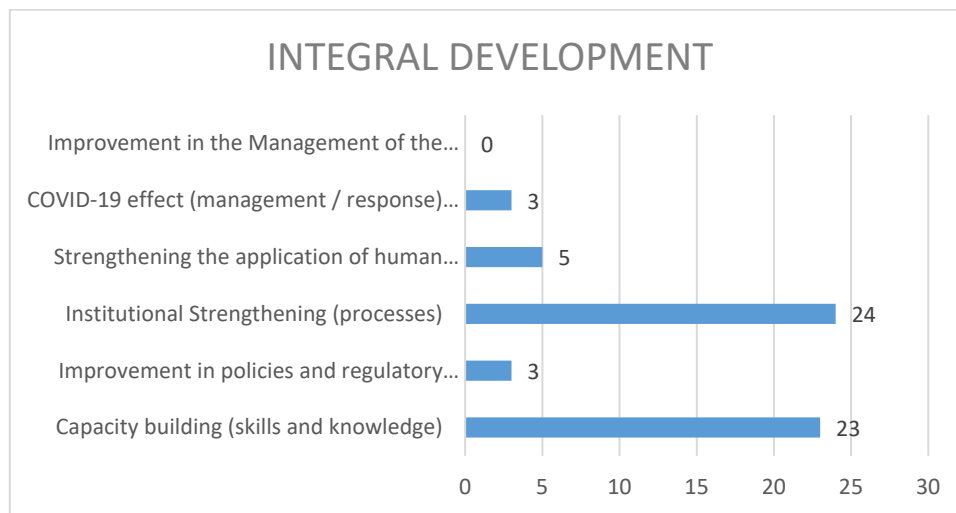 INTEGRAL DEVELOPMENT
Improvement in the Management of the… 0
COVID-19 effect (management / response)… 3
Strengthening the application of human… 5
Institutional Strengthening (processes) 24
Improvement in policies and regulatory… 3
Capacity building (skills and knowledge) 23
0 5 10 15 20 25 30